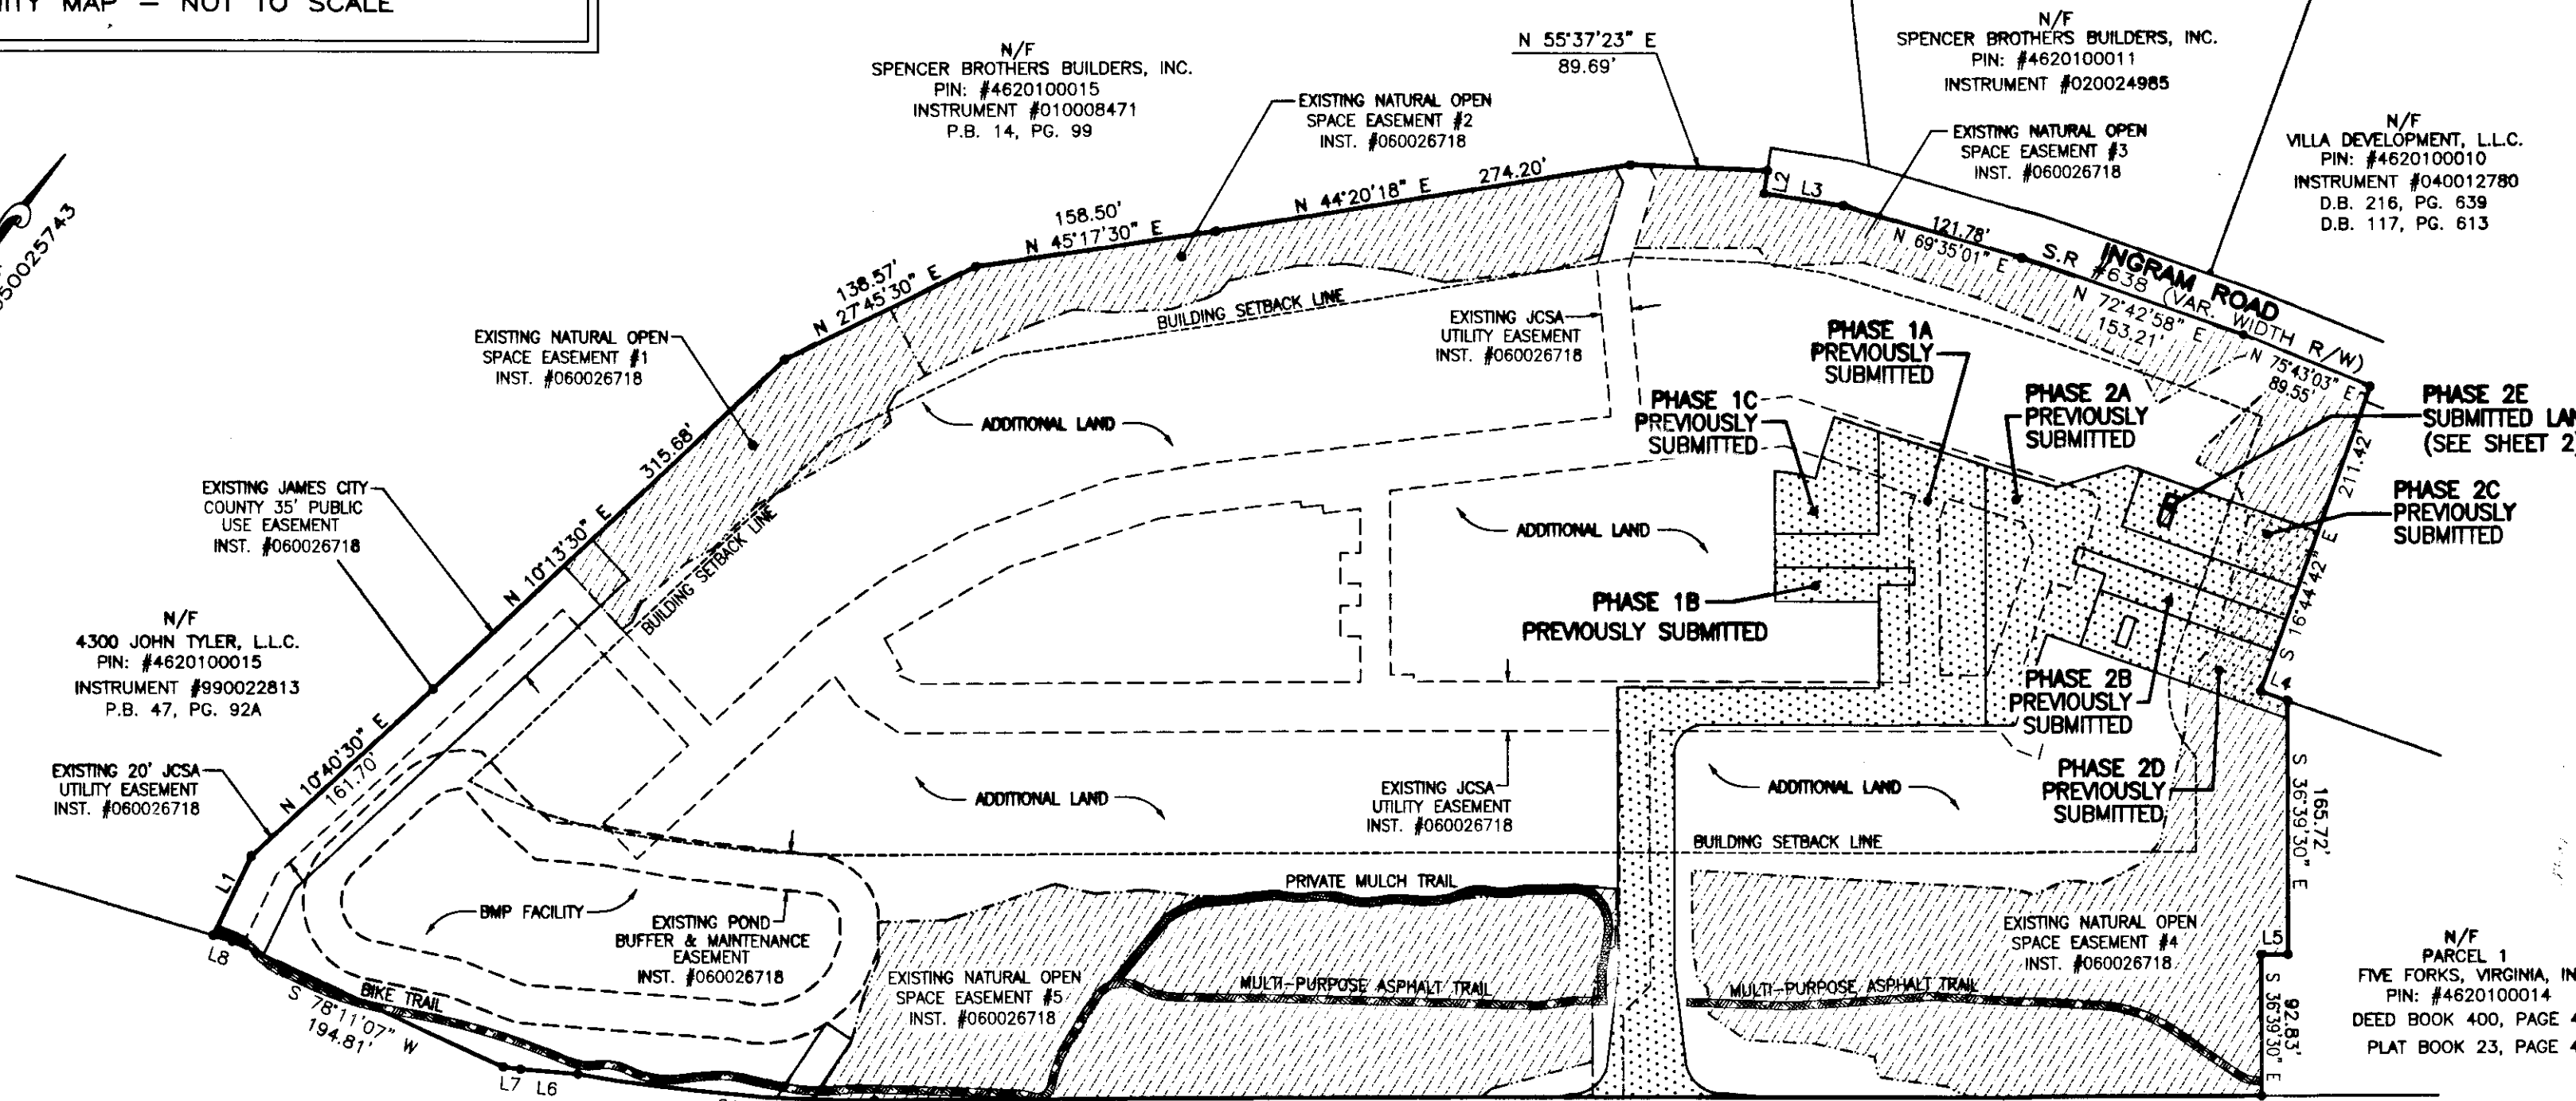 MAP – NOT TO SCALE
N/F
SPENCER BROTHERS BUILDERS, INC.
PIN: #4620100015
INSTRUMENT #010008471
P.B. 14, PG. 99
EXISTING NATURAL OPEN
SPACE EASEMENT #2
INST. #060026718
N 55°37'23" E
89.69'
N/F
SPENCER BROTHERS BUILDERS, INC.
PIN: #4620100011
INSTRUMENT #020024985
EXISTING NATURAL OPEN
SPACE EASEMENT #3
INST. #060026718
N/F
VILLA DEVELOPMENT, L.L.C.
PIN: #4620100010
INSTRUMENT #040012780
D.B. 216, PG. 639
D.B. 117, PG. 613
N 44°20'18" E
274.20'
158.50'
N 45°17'30" E
138.57'
N 27°45'30" E
L2
L3
121.78'
N 69°35'01" E
S.R #638 (VAR. WIDTH R/W)
INGRAM ROAD
N 72°42'58" E
153.21'
N 75°43'03" E
89.55'
EXISTING NATURAL OPEN
SPACE EASEMENT #1
INST. #060026718
BUILDING SETBACK LINE
EXISTING JCSA
UTILITY EASEMENT
INST. #060026718
PHASE 1A
PREVIOUSLY
SUBMITTED
PHASE 1C
PREVIOUSLY
SUBMITTED
PHASE 2A
PREVIOUSLY
SUBMITTED
PHASE 2E
SUBMITTED
(SEE SHEET 2
PHASE 2C
PREVIOUSLY
SUBMITTED
211.42'
S 16°44'42" E
ADDITIONAL LAND
315.68'
N 10°13'30" E
EXISTING JAMES CITY
COUNTY 35' PUBLIC
USE EASEMENT
INST. #060026718
BUILDING SETBACK LINE
ADDITIONAL LAND
PHASE 1B
PREVIOUSLY SUBMITTED
N/F
4300 JOHN TYLER, L.L.C.
PIN: #4620100015
INSTRUMENT #990022813
P.B. 47, PG. 92A
PHASE 2B
PREVIOUSLY
SUBMITTED
L4
N 10°40'30" E
161.70'
EXISTING 20' JCSA
UTILITY EASEMENT
INST. #060026718
ADDITIONAL LAND
EXISTING JCSA
UTILITY EASEMENT
INST. #060026718
ADDITIONAL LAND
PHASE 2D
PREVIOUSLY
SUBMITTED
S 36°39'30" E
165.72'
BUILDING SETBACK LINE
L1
PRIVATE MULCH TRAIL
BMP FACILITY
EXISTING POND
BUFFER & MAINTENANCE
EASEMENT
INST. #060026718
L8
BIKE TRAIL
S 78°11'07" W
194.81'
EXISTING NATURAL OPEN
SPACE EASEMENT #5
INST. #060026718
MULTI-PURPOSE ASPHALT TRAIL
MULTI-PURPOSE ASPHALT TRAIL
EXISTING NATURAL OPEN
SPACE EASEMENT #4
INST. #060026718
L5
S 36°39'30" E
92.83'
N/F
PARCEL 1
FIVE FORKS, VIRGINIA,
PIN: #4620100014
DEED BOOK 400, PAGE
PLAT BOOK 23, PAGE
L7
L6